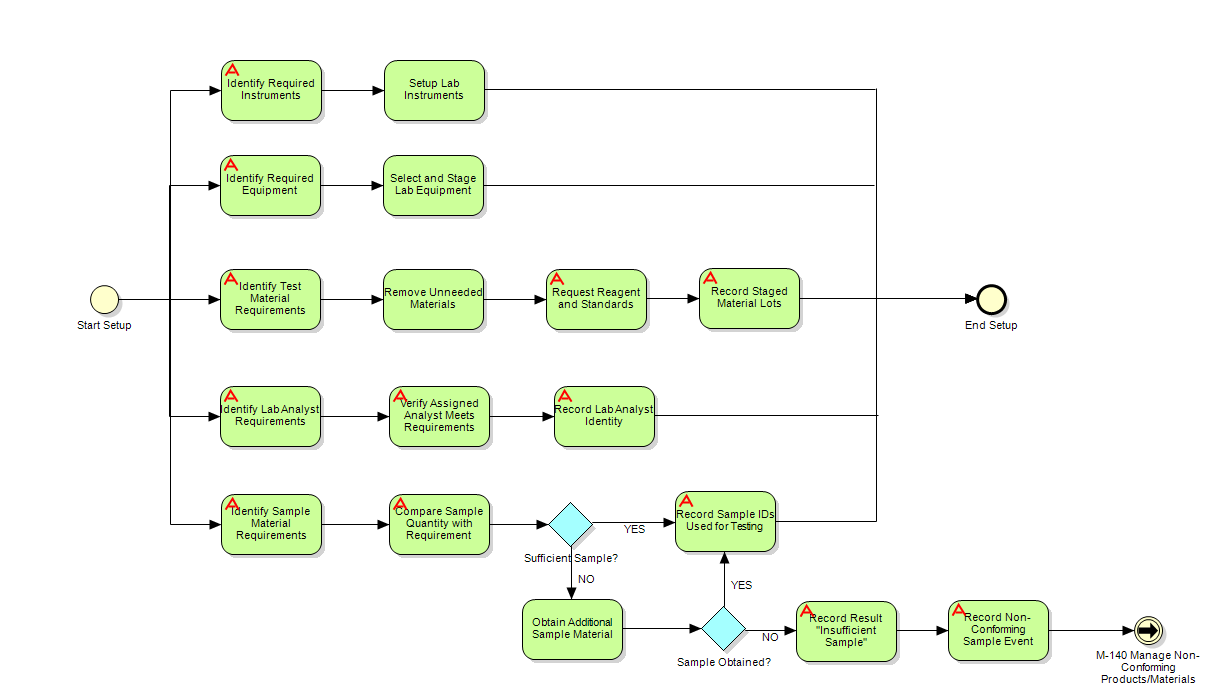 Identify Required
Instruments
Setup Lab
Instruments
Identify Required
Equipment
Select and Stage
Lab Equipment
Start Setup
Identify Test
Material
Requirements
Remove Unneeded
Materials
Request Reagent
and Standards
Record Staged
Material Lots
End Setup
Identify Lab Analyst
Requirements
Verify Assigned
Analyst Meets
Requirements
Record Lab Analyst
Identity
Identify Sample
Material
Requirements
Compare Sample
Quantity with
Requirement
Sufficient Sample?
YES
Record Sample IDs
Used for Testing
NO
YES
Obtain Additional
Sample Material
Sample Obtained?
NO
Record Result
"Insufficient
Sample"
Record Non-
Conforming
Sample Event
M-140 Manage Non-
Conforming
Products/Materials